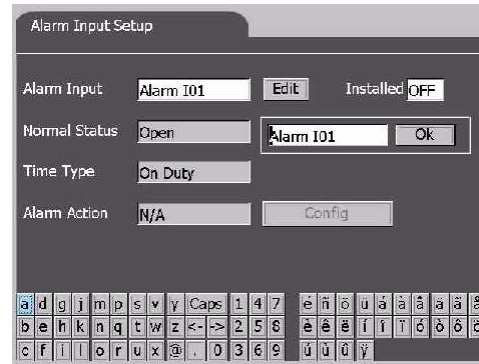 Alarm Input Setup
Alarm Input Alarm I01 Edit Installed OFF
Normal Status Open Alarm I01 Ok
Time Type On Duty
Alarm Action N/A Config
a d g j m p s v y Caps 1 4 7 é ñ ö ü á à
b e h k n q t w z <- -> 2 5 8 è ê ë
c f i l o r u x @ . 0 3 6 9 ú ù û ÿ